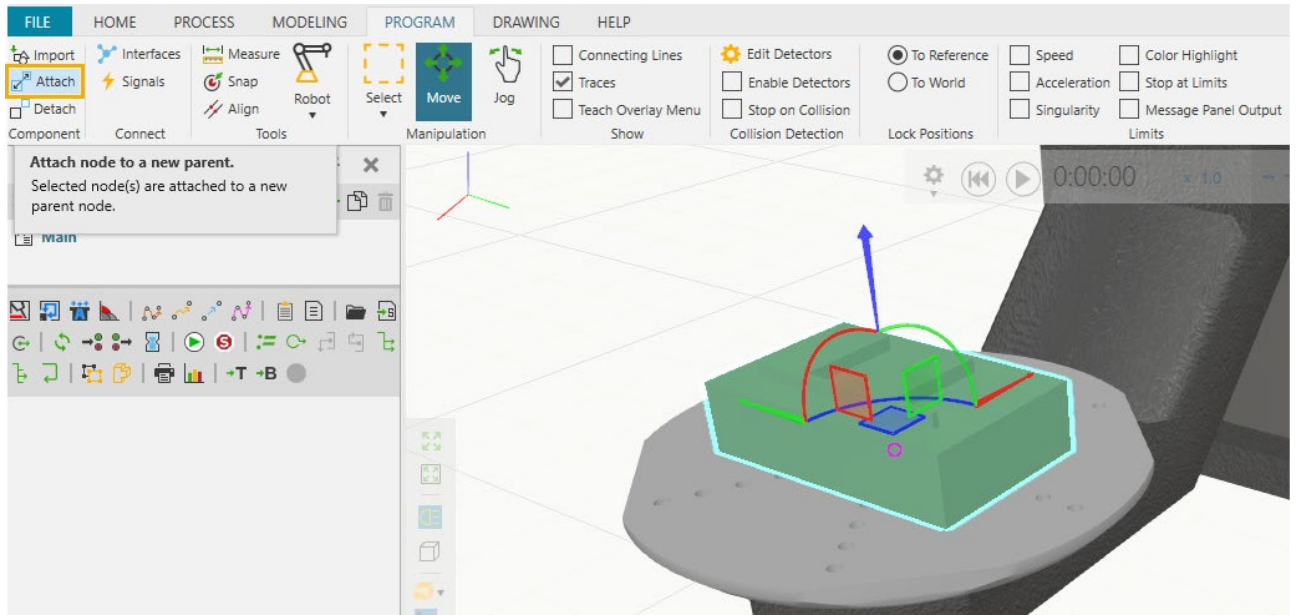 FILE HOME PROCESS MODELING PROGRAM DRAWING HELP
Import Interfaces Measure Connecting Lines Edit Detectors To Reference Speed Color Highlight
Attach Signals Snap Robot Select Move Jog Traces Enable Detectors To World Acceleration Stop at Limits
Detach Align Teach Overlay Menu Stop on Collision Singularity Message Panel Output
Component Connect Tools Manipulation Show Collision Detection Lock Positions Limits
Attach node to a new parent.
Selected node(s) are attached to a new
parent node.
Main
0:00:00 x 1.0
T B